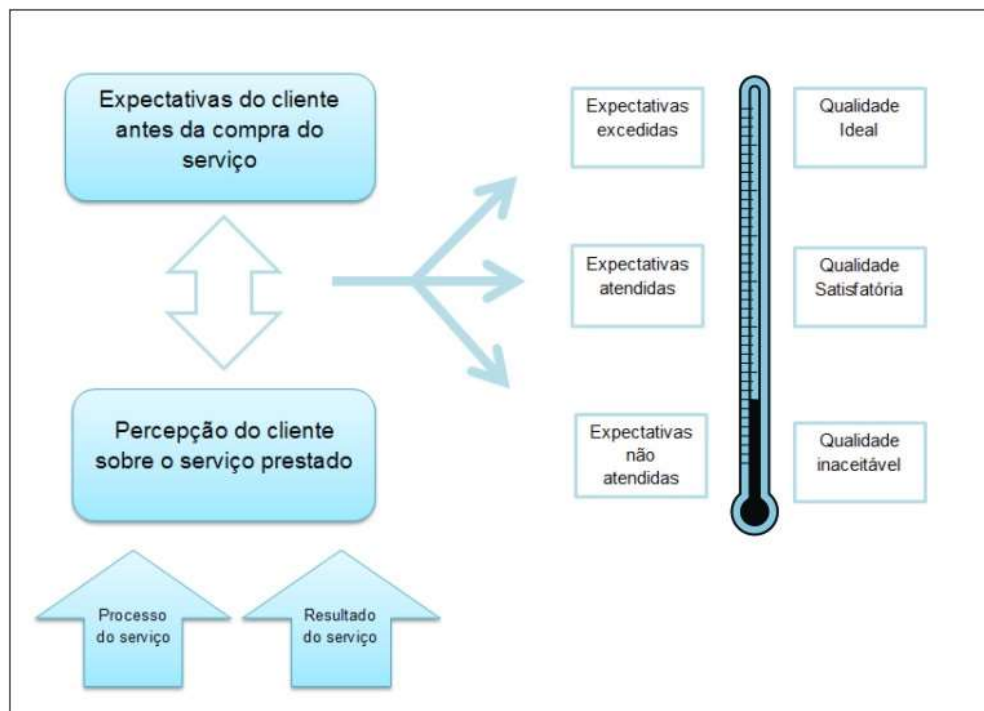 Expectativas do cliente
antes da compra do
serviço
Percepção do cliente
sobre o serviço prestado
Processo
do serviço
Resultado
do serviço
Expectativas
excedidas
Qualidade
Ideal
Expectativas
atendidas
Qualidade
Satisfatória
Expectativas
não
atendidas
Qualidade
inaceitável